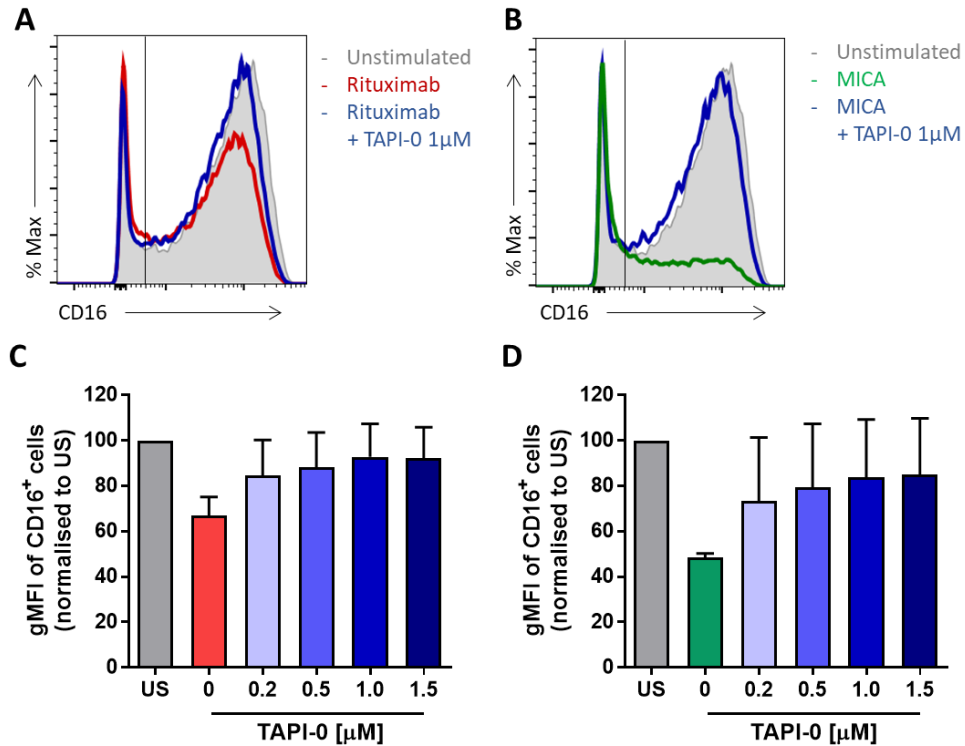 A
- Unstimulated
- Rituximab
- Rituximab
+ TAPI-0 1µM
% Max
CD16
B
- Unstimulated
- MICA
- MICA
+ TAPI-0 1µM
% Max
CD16
C
gMFI of CD16⁺ cells
(normalised to US)
120
100
80
60
40
20
0
US 0 0.2 0.5 1.0 1.5
TAPI-0 [µM]
D
gMFI of CD16⁺ cells
(normalised to US)
120
100
80
60
40
20
0
US 0 0.2 0.5 1.0 1.5
TAPI-0 [µM]